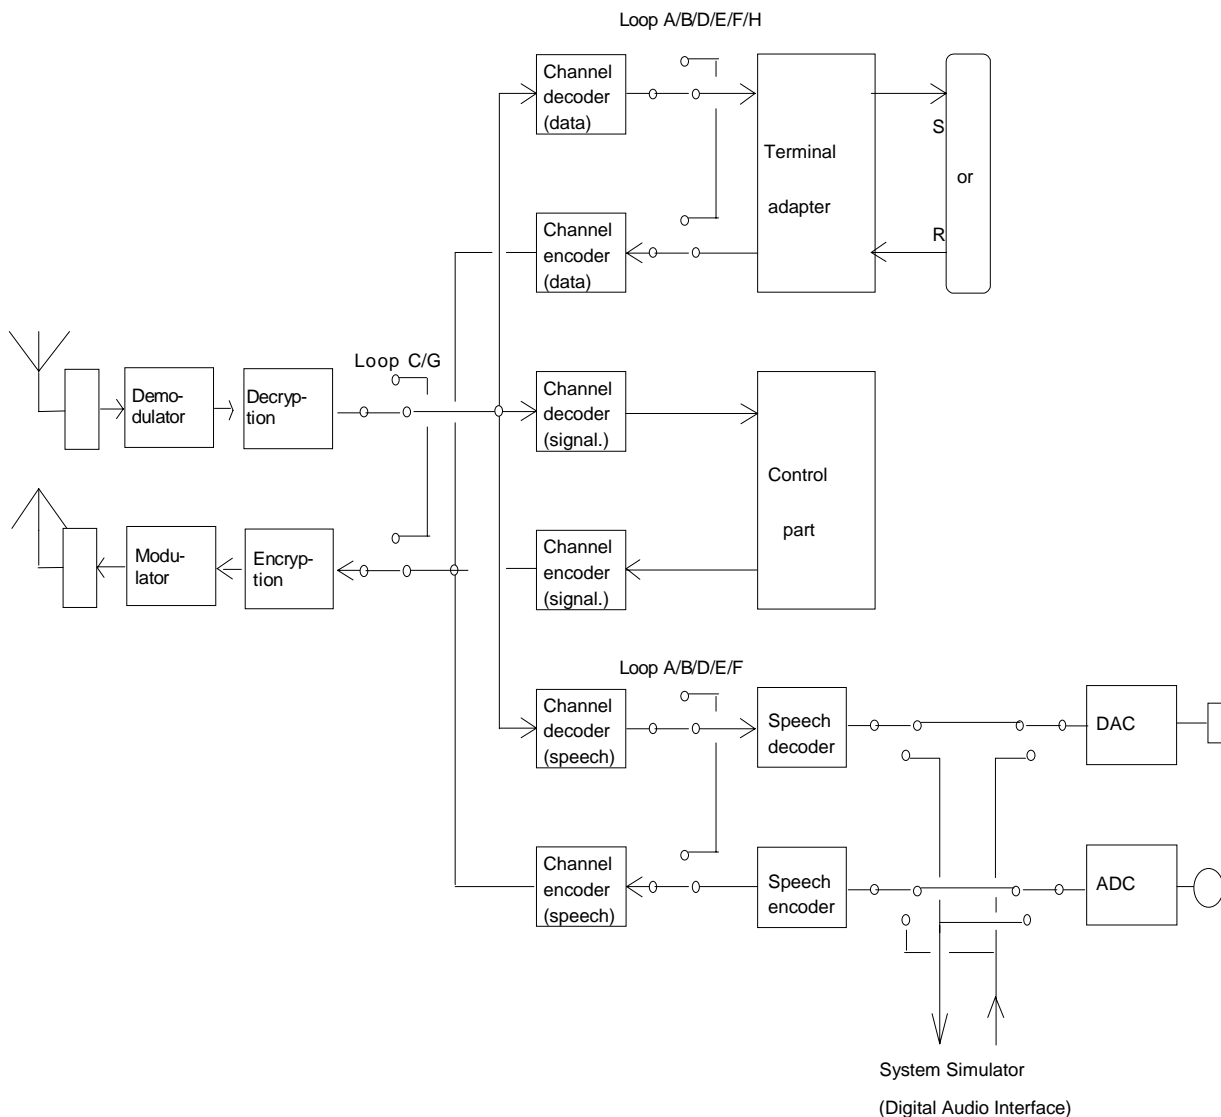 Loop A/B/D/E/F/H
Channel
decoder
(data)
Terminal
adapter
S
or
R
Channel
encoder
(data)
Loop C/G
Demo-
dulator
Decryp-
tion
Channel
decoder
(signal.)
Control
part
Modu-
lator
Encryp-
tion
Channel
encoder
(signal.)
Loop A/B/D/E/F
Channel
decoder
(speech)
Speech
decoder
DAC
Channel
encoder
(speech)
Speech
encoder
ADC
System Simulator
(Digital Audio Interface)